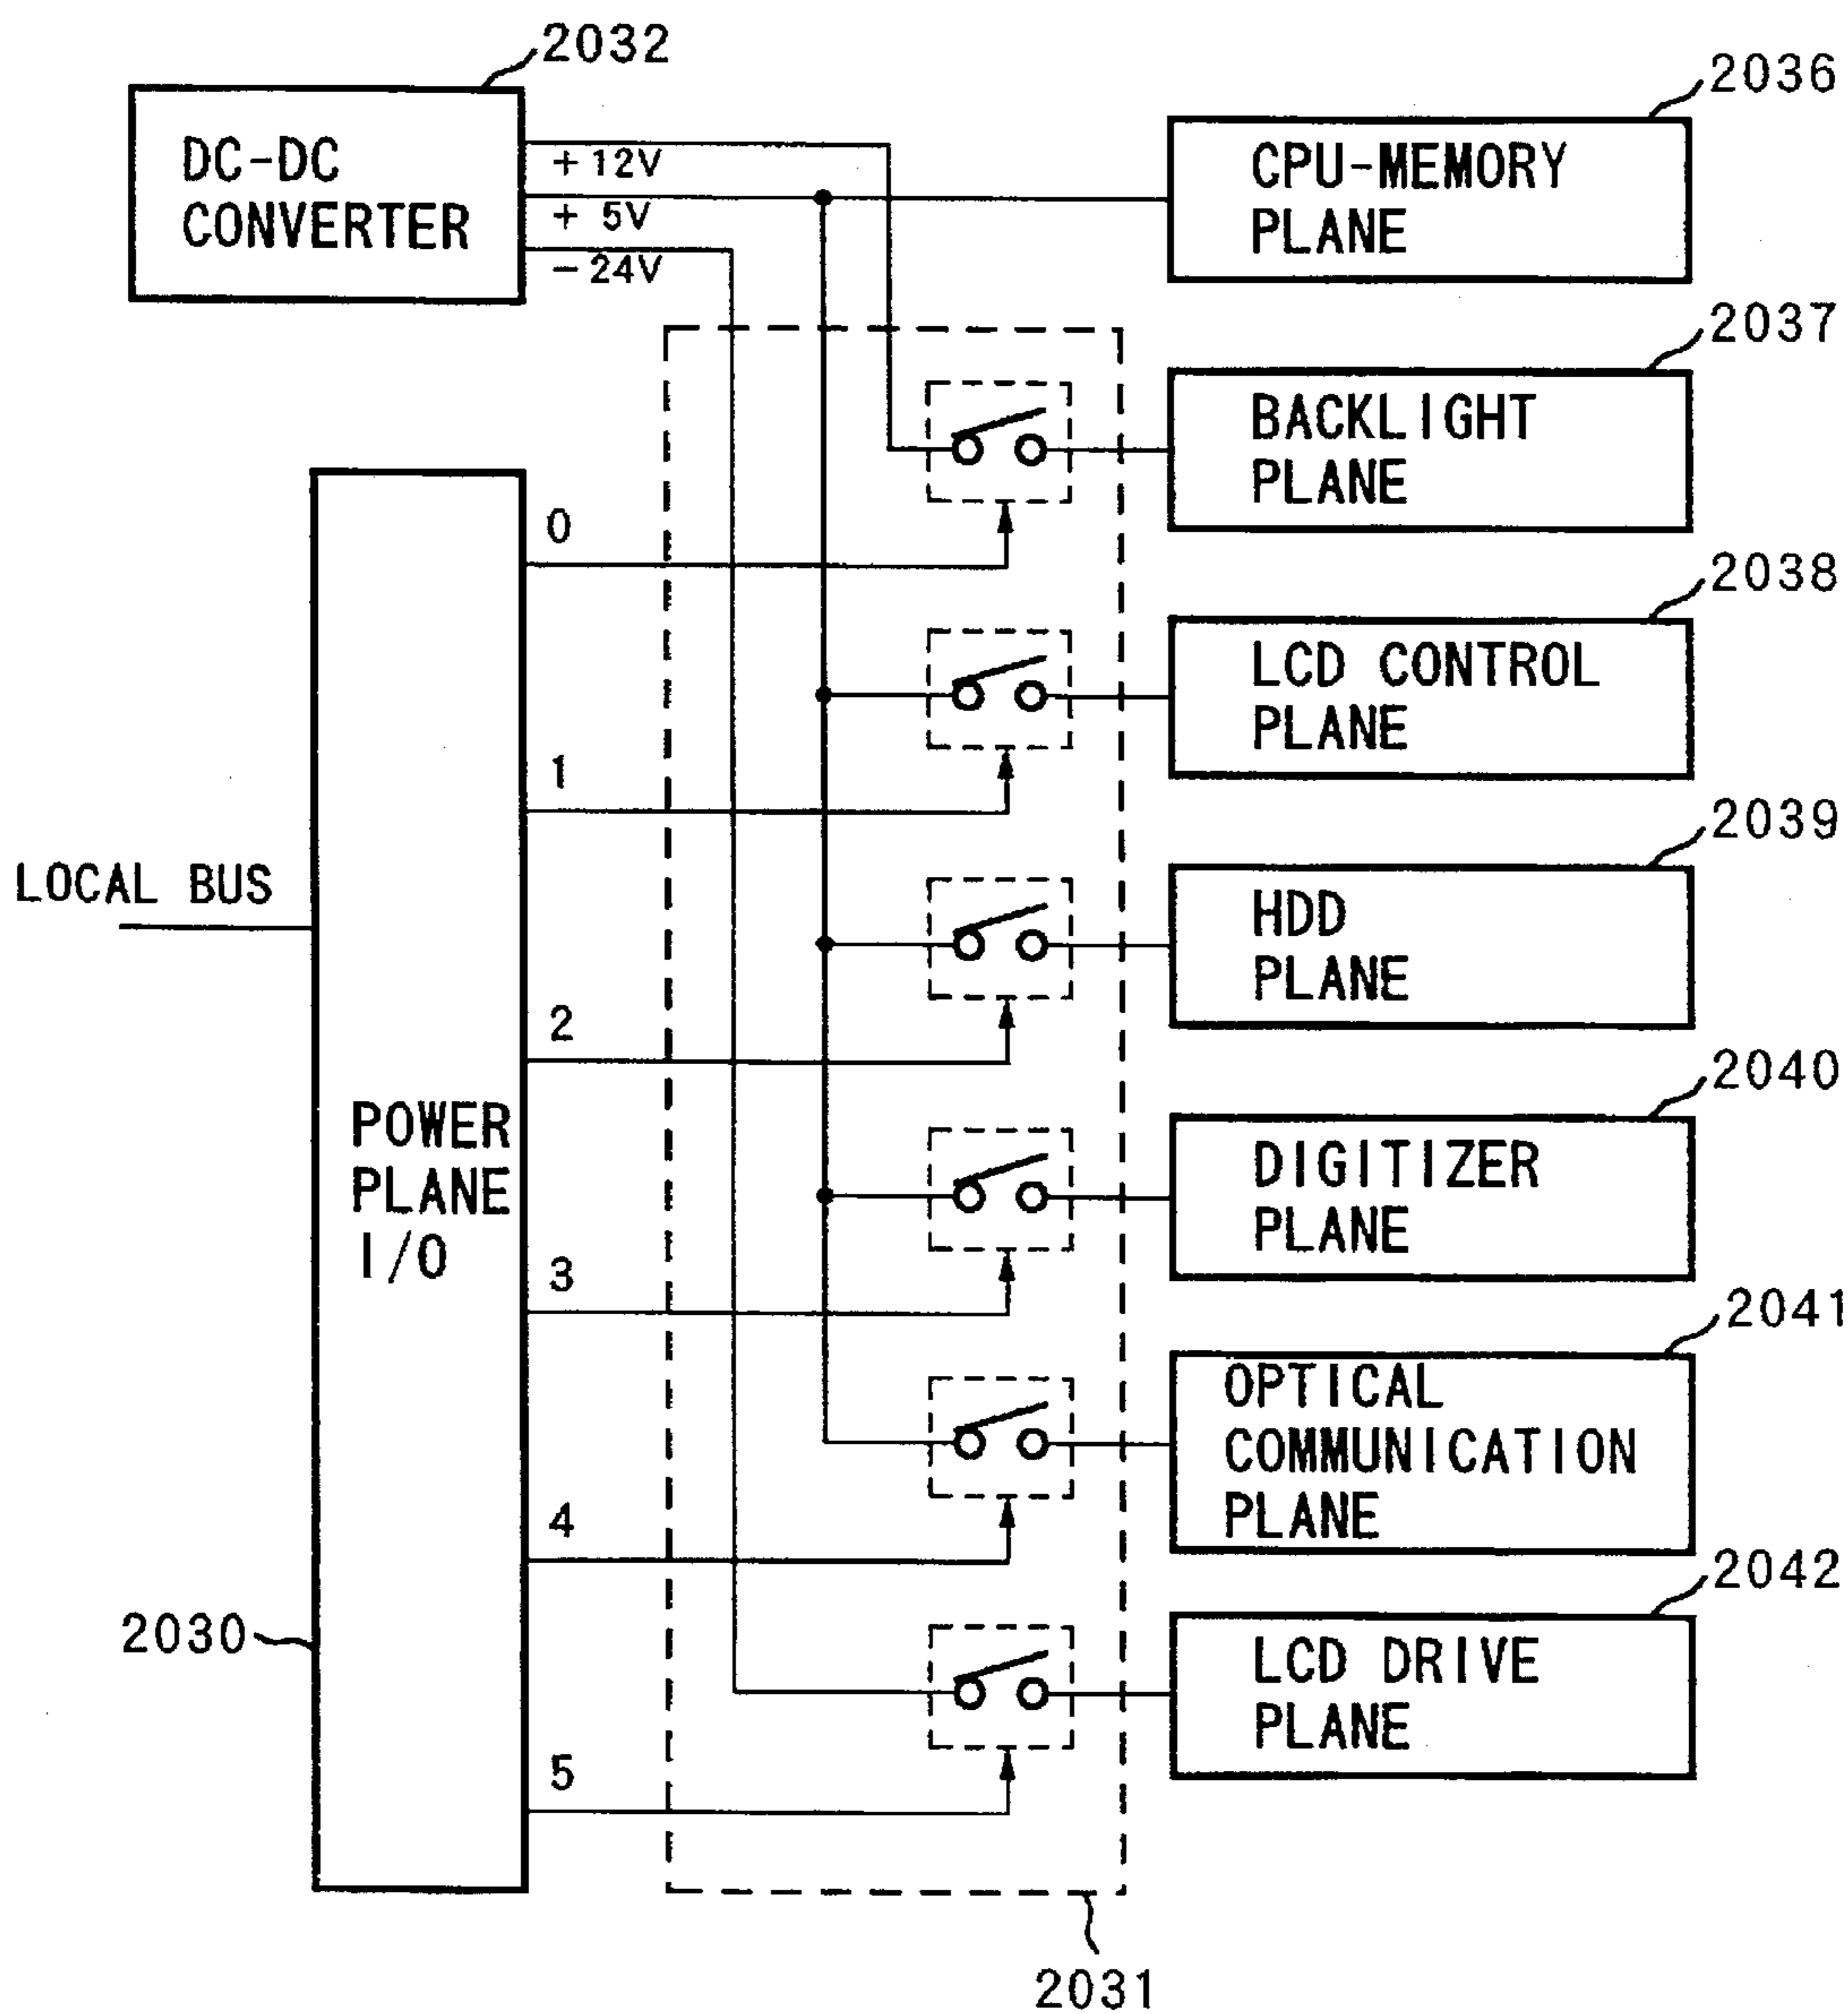 2032
DC-DC
CONVERTER
+12V
+ 5V
-24V
2036
CPU-MEMORY
PLANE
2037
BACKLIGHT
PLANE
0
2038
LCD CONTROL
PLANE
1
2039
HDD
PLANE
LOCAL BUS
2
POWER
PLANE
I/O
2040
DIGITIZER
PLANE
3
2041
OPTICAL
COMMUNICATION
PLANE
4
2042
LCD DRIVE
PLANE
2030
5
2031